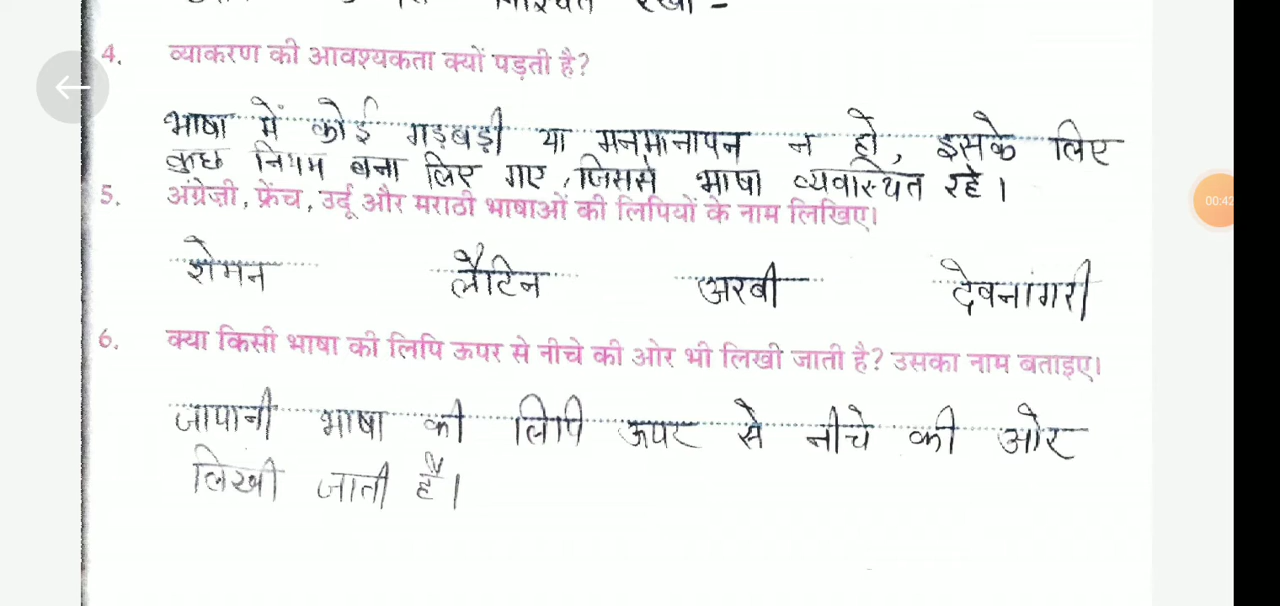 4. व्याकरण की आवश्यकता क्यों पड़ती है?
भाषा में कोई गड़बड़ी या मनमानापन न हो, इसके लिए
कुछ नियम बना लिए गए, जिससे भाषा व्यवस्थित रहे।
5. अंग्रेज़ी, फ्रेंच, उर्दू और मराठी भाषाओं की लिपियों के नाम लिखिए।
रोमन लैटिन अरबी देवनांगरी
6. क्या किसी भाषा की लिपि ऊपर से नीचे की ओर भी लिखी जाती है? उसका नाम बताइए।
जापानी भाषा की लिपि ऊपर से नीचे की ओर
लिखी जाती है।
00:42